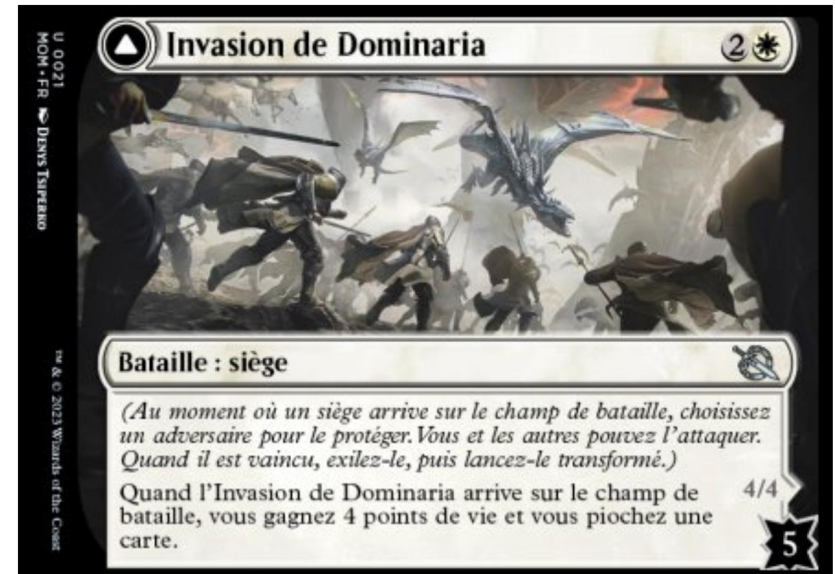 Invasion de Dominaria
2
Bataille : siège
(Au moment où un siège arrive sur le champ de bataille, choisissez
un adversaire pour le protéger. Vous et les autres pouvez l'attaquer.
Quand il est vaincu, exilez-le, puis lancez-le transformé.)
Quand l'Invasion de Dominaria arrive sur le champ de
bataille, vous gagnez 4 points de vie et vous piochez une
carte.
4/4
5
U 0021
MOM • FR Denys Tsiperko
™ & © 2023 Wizards of the Coast